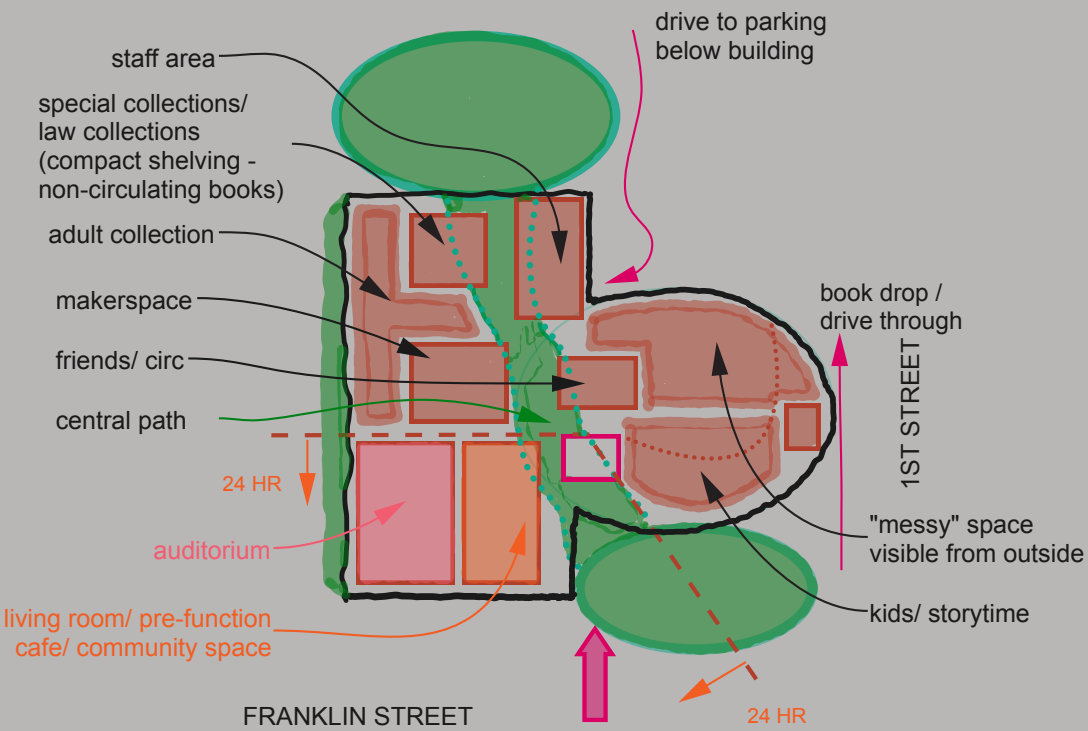 drive to parking
below building
staff area
special collections/
law collections
(compact shelving -
non-circulating books)
adult collection
makerspace
friends/ circ
central path
24 HR
auditorium
living room/ pre-function
cafe/ community space
FRANKLIN STREET
book drop /
drive through
1ST STREET
"messy" space
visible from outside
kids/ storytime
24 HR